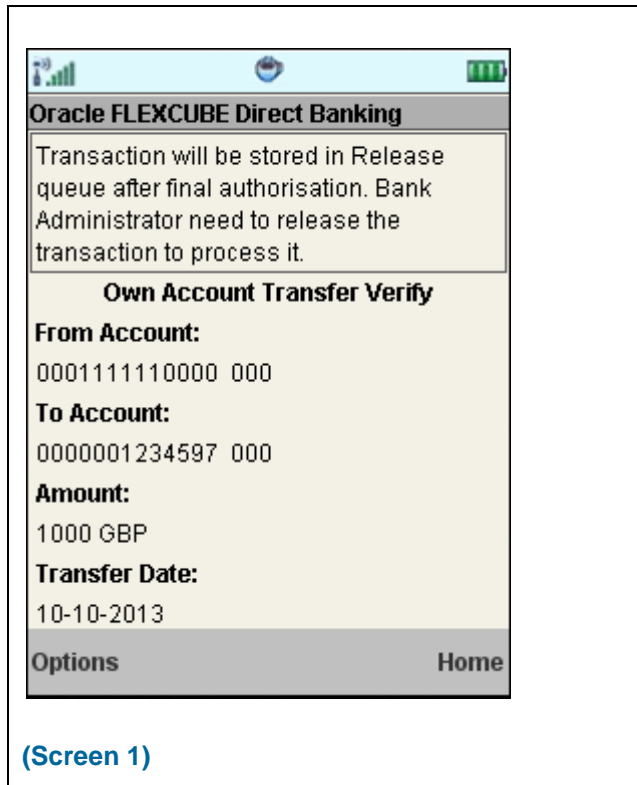 Oracle FLEXCUBE Direct Banking
Transaction will be stored in Release
queue after final authorisation. Bank
Administrator need to release the
transaction to process it.
Own Account Transfer Verify
From Account:
0001111110000 000
To Account:
0000001234597 000
Amount:
1000 GBP
Transfer Date:
10-10-2013
Options Home
(Screen 1)